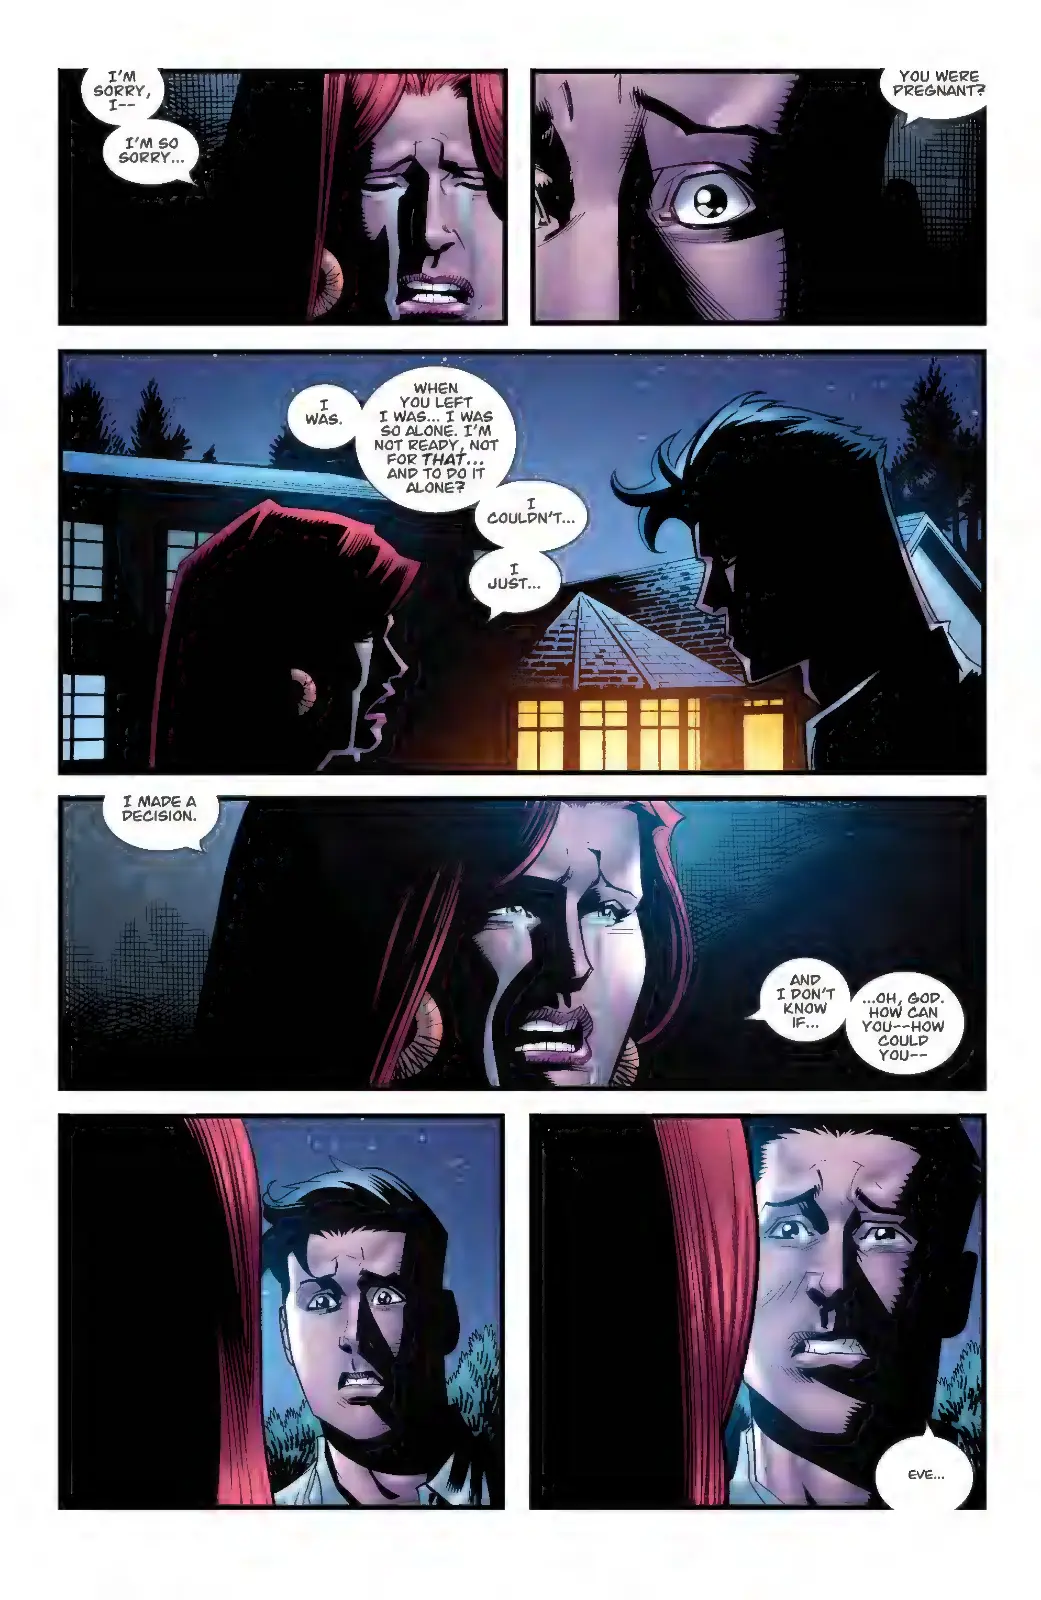 I'M
SORRY,
I--
I'M SO
SORRY...
YOU WERE
PREGNANT?
I
WAS.
WHEN
YOU LEFT
I WAS... I WAS
SO ALONE. I'M
NOT READY, NOT
FOR THAT...
AND TO DO IT
ALONE?
I
COULDN'T...
I
JUST...
I MADE A
DECISION.
AND
I DON'T
KNOW
IF...
...OH, GOD.
HOW CAN
YOU--HOW
COULD
YOU--
EVE...